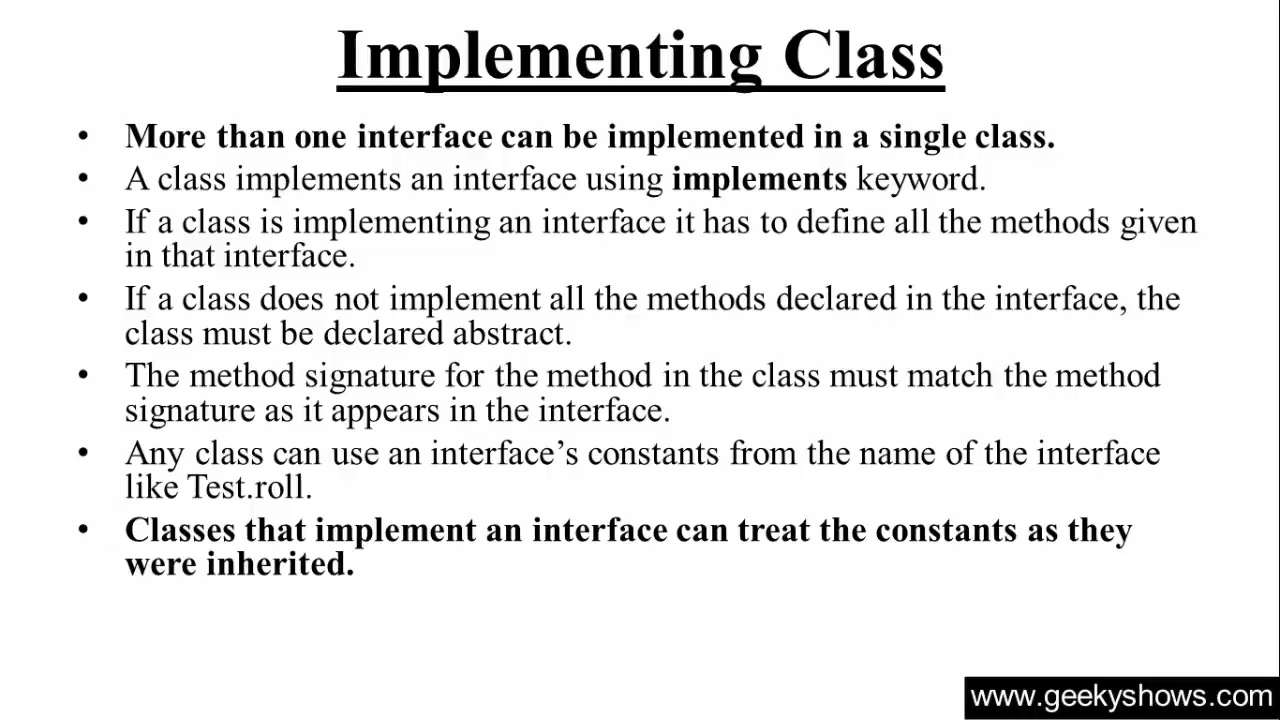 Implementing Class
• More than one interface can be implemented in a single class.
• A class implements an interface using implements keyword.
• If a class is implementing an interface it has to define all the methods given
in that interface.
• If a class does not implement all the methods declared in the interface, the
class must be declared abstract.
• The method signature for the method in the class must match the method
signature as it appears in the interface.
• Any class can use an interface’s constants from the name of the interface
like Test.roll.
• Classes that implement an interface can treat the constants as they
were inherited.
www.geekyshows.com